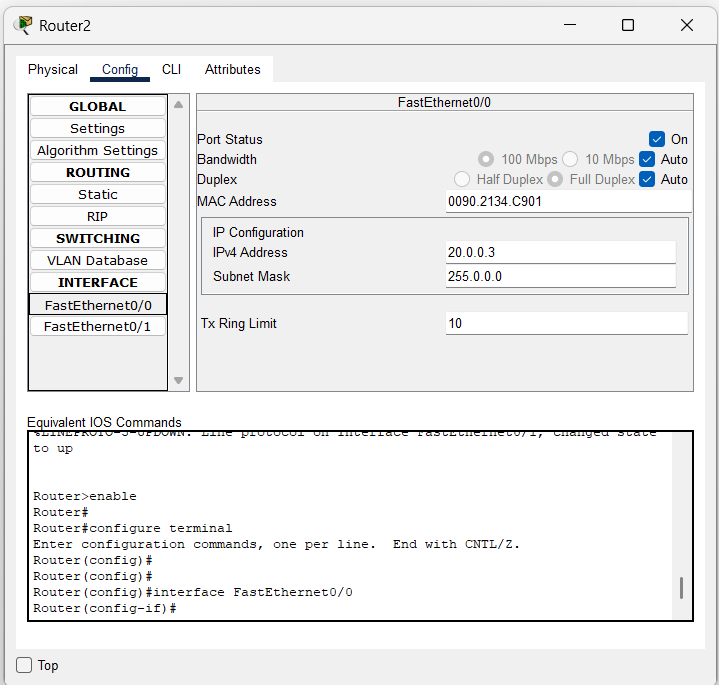 Router2
Physical Config CLI Attributes
GLOBAL
Settings
Algorithm Settings
ROUTING
Static
RIP
SWITCHING
VLAN Database
INTERFACE
FastEthernet0/0
FastEthernet0/1
FastEthernet0/0
Port Status On
Bandwidth 100 Mbps 10 Mbps Auto
Duplex Half Duplex Full Duplex Auto
MAC Address 0090.2134.C901
IP Configuration
IPv4 Address 20.0.0.3
Subnet Mask 255.0.0.0
Tx Ring Limit 10
Equivalent IOS Commands
%LINEPROTO-5-UPDOWN: Line protocol on Interface FastEthernet0/1, changed state
to up
Router>enable
Router#
Router#configure terminal
Enter configuration commands, one per line. End with CNTL/Z.
Router(config)#
Router(config)#
Router(config)#interface FastEthernet0/0
Router(config-if)#
Top